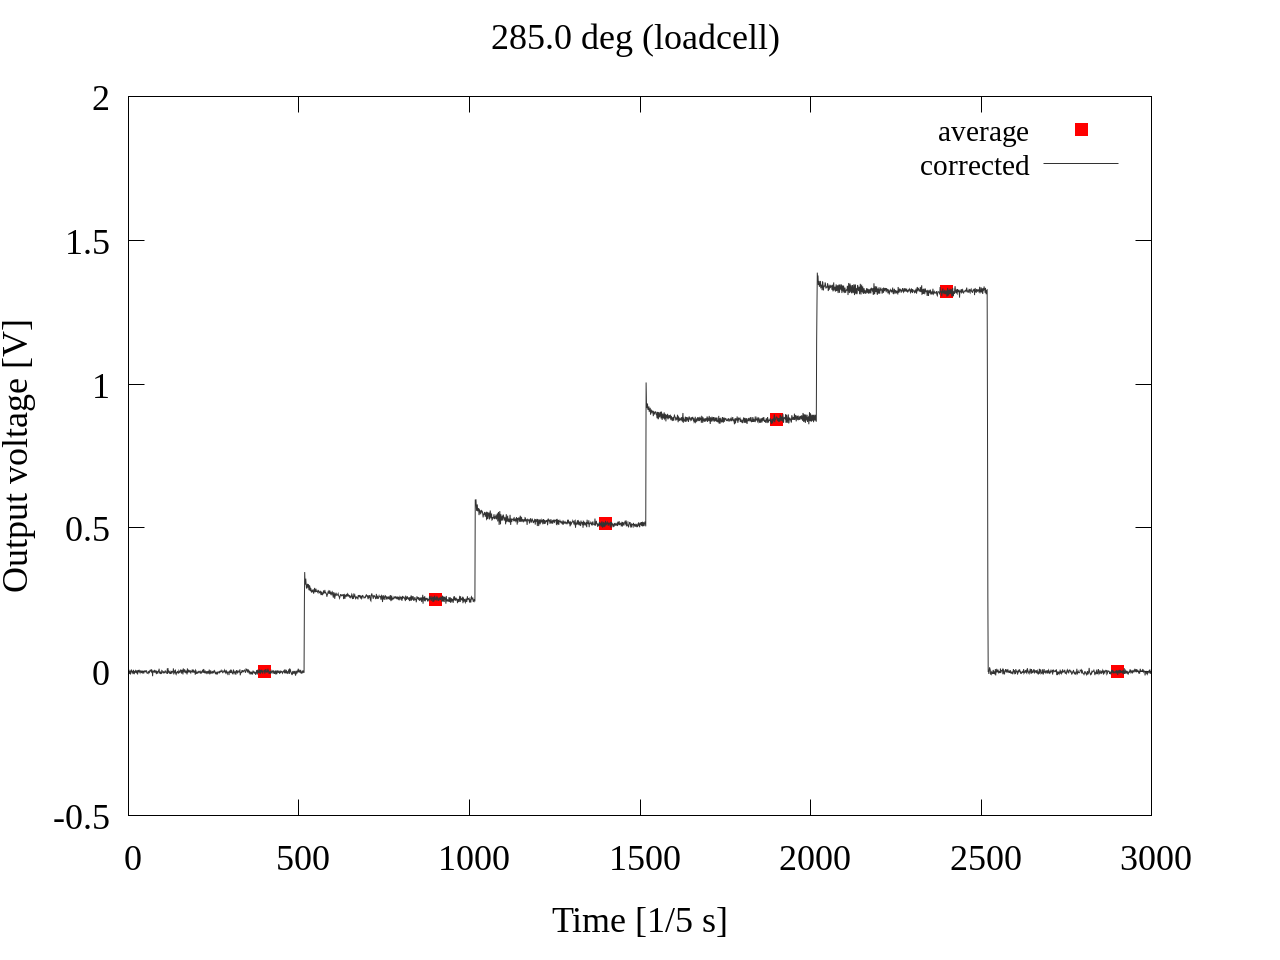 285.0 deg (loadcell)
average
corrected
2
1.5
1
0.5
0
-0.5
Output voltage [V]
0 500 1000 1500 2000 2500 3000
Time [1/5 s]